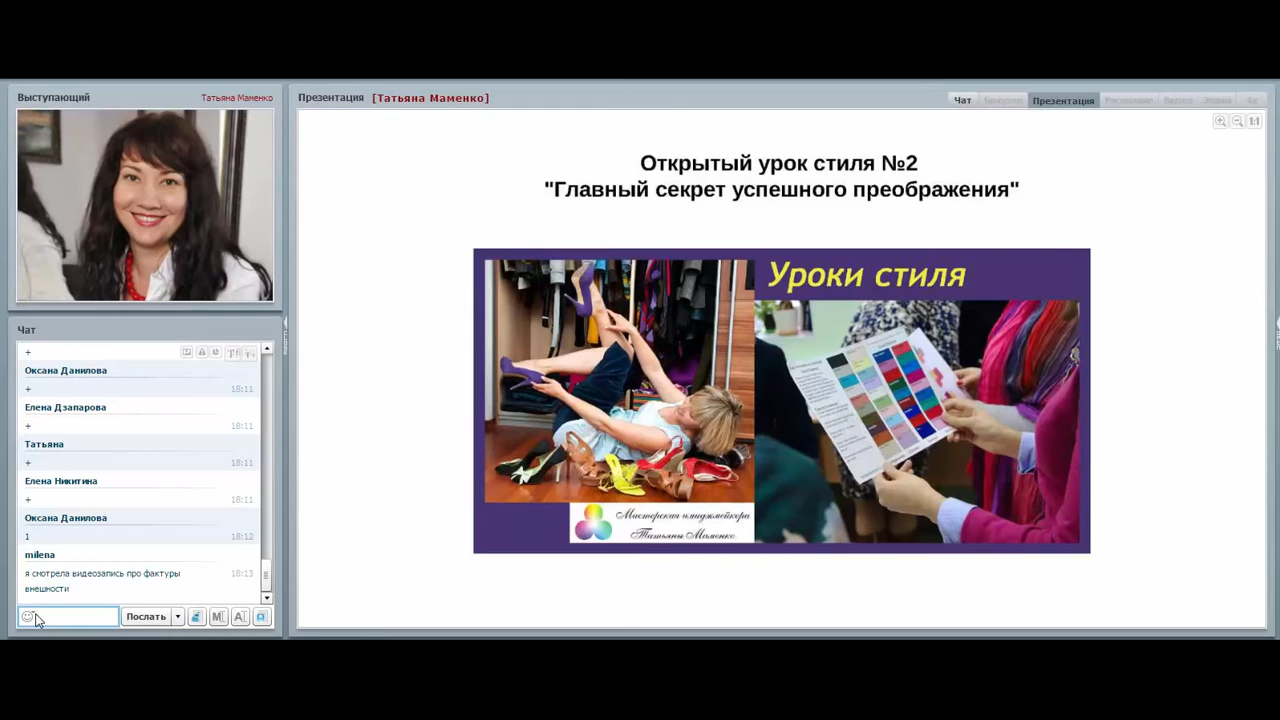 Выступающий
Татьяна Маменко
Чат
+
Оксана Данилова
+
18:11
Елена Дзапарова
+
18:11
Татьяна
+
18:11
Елена Никитина
+
18:11
Оксана Данилова
1
18:12
milena
я смотрела видеозапись про фактуры
18:13
внешности
Послать
Презентация [Татьяна Маменко]
Чат
Презентация
1:1
Открытый урок стиля №2
"Главный секрет успешного преображения"
Уроки стиля
Мастерская имиджмейкера
Татьяны Маменко